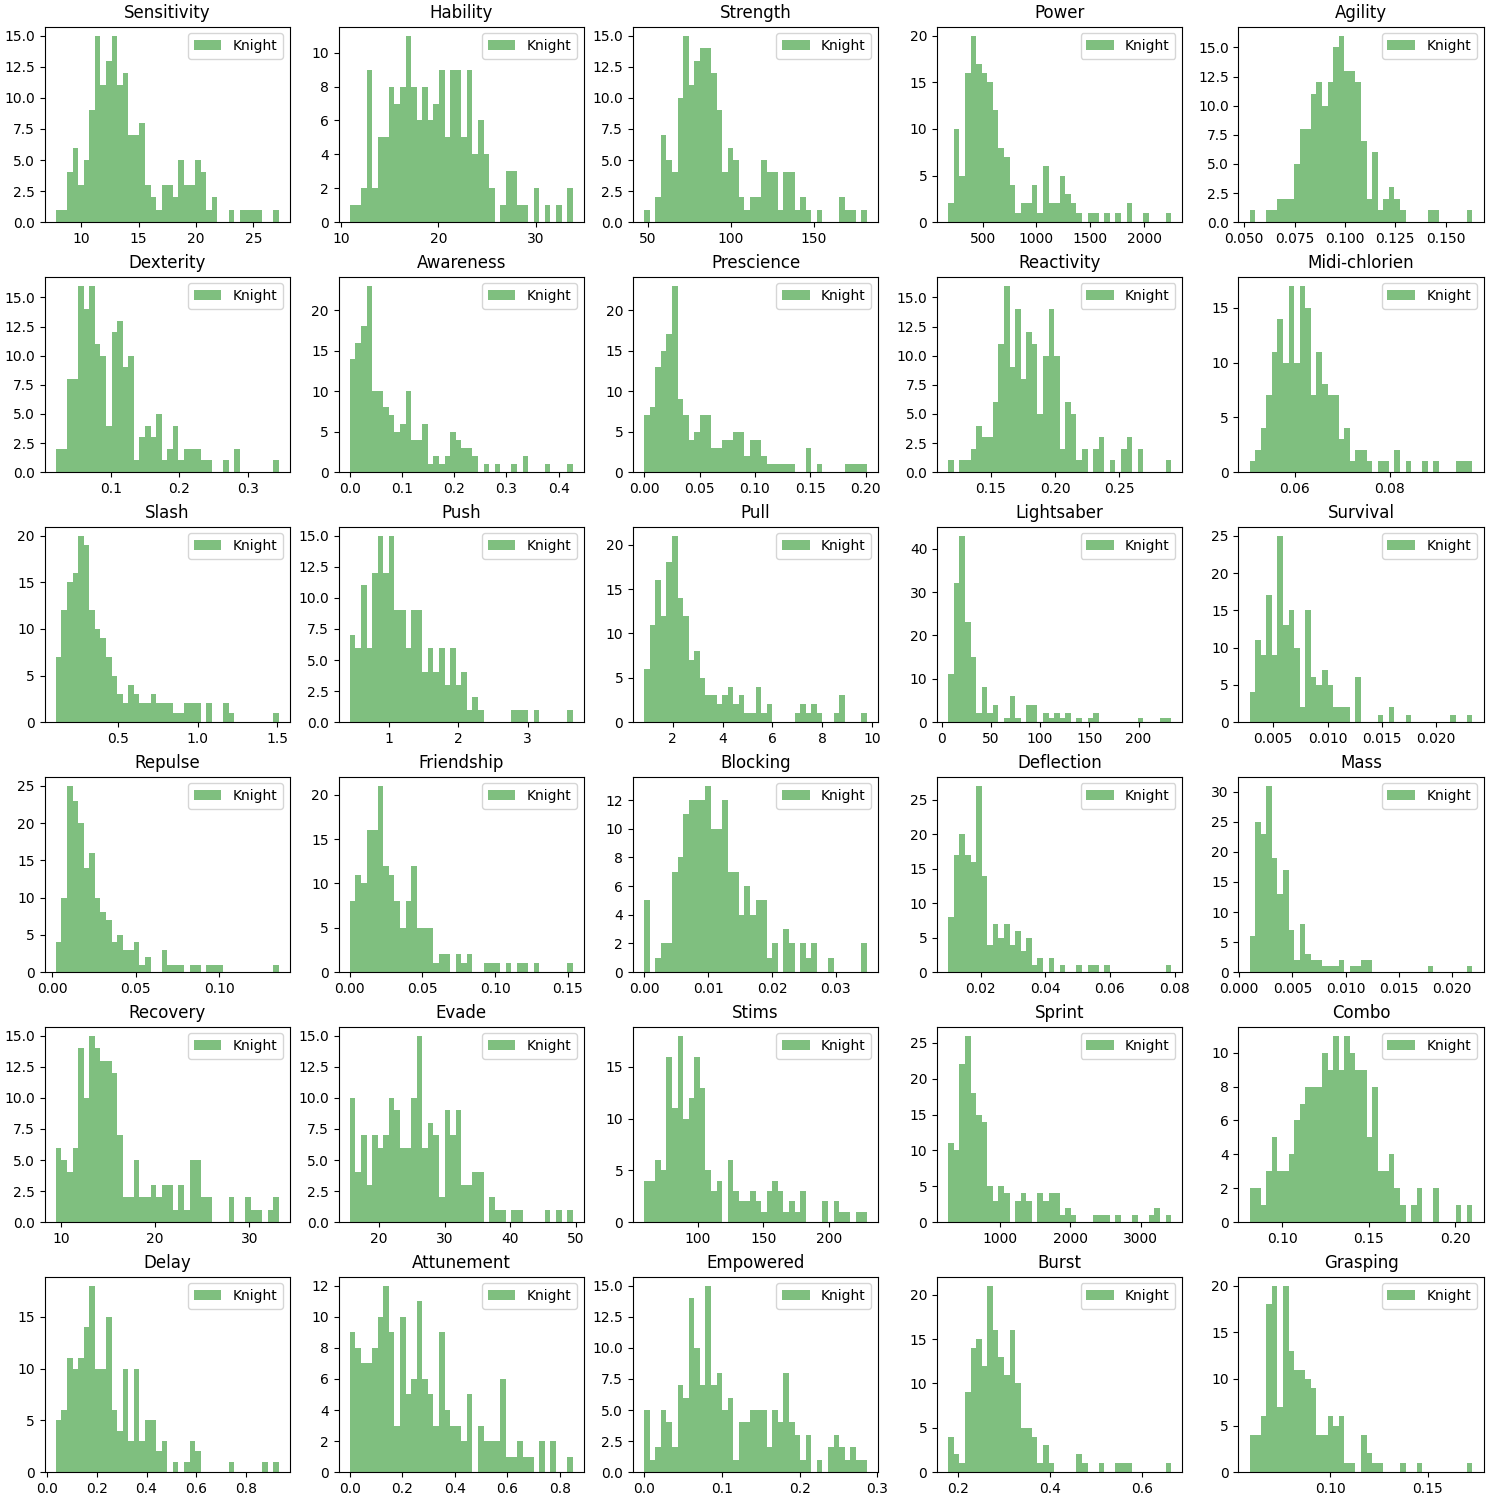 Sensitivity Hability Strength Power Agility
Knight Knight Knight Knight Knight
15.0 12.5 10.0 7.5 5.0 2.5 0.0
10 8 6 4 2 0
15.0 12.5 10.0 7.5 5.0 2.5 0.0
20 15 10 5 0
15.0 12.5 10.0 7.5 5.0 2.5 0.0
10 15 20 25
10 20 30
50 100 150
500 1000 1500 2000
0.050 0.075 0.100 0.125 0.150
Dexterity Awareness Prescience Reactivity Midi-chlorien
Knight Knight Knight Knight Knight
15.0 12.5 10.0 7.5 5.0 2.5 0.0
20 15 10 5 0
20 15 10 5 0
15.0 12.5 10.0 7.5 5.0 2.5 0.0
15 10 5 0
0.1 0.2 0.3
0.0 0.1 0.2 0.3 0.4
0.00 0.05 0.10 0.15 0.20
0.15 0.20 0.25
0.06 0.08
Slash Push Pull Lightsaber Survival
Knight Knight Knight Knight Knight
20 15 10 5 0
15.0 12.5 10.0 7.5 5.0 2.5 0.0
20 15 10 5 0
40 30 20 10 0
25 20 15 10 5 0
0.5 1.0 1.5
1 2 3
2 4 6 8 10
0 50 100 150 200
0.005 0.010 0.015 0.020
Repulse Friendship Blocking Deflection Mass
Knight Knight Knight Knight Knight
25 20 15 10 5 0
20 15 10 5 0
12 10 8 6 4 2 0
25 20 15 10 5 0
30 25 20 15 10 5 0
0.00 0.05 0.10
0.00 0.05 0.10 0.15
0.00 0.01 0.02 0.03
0.02 0.04 0.06 0.08
0.000 0.005 0.010 0.015 0.020
Recovery Evade Stims Sprint Combo
Knight Knight Knight Knight Knight
15.0 12.5 10.0 7.5 5.0 2.5 0.0
15.0 12.5 10.0 7.5 5.0 2.5 0.0
15 10 5 0
25 20 15 10 5 0
10 8 6 4 2 0
10 20 30
20 30 40 50
100 150 200
1000 2000 3000
0.10 0.15 0.20
Delay Attunement Empowered Burst Grasping
Knight Knight Knight Knight Knight
15 10 5 0
12 10 8 6 4 2 0
15.0 12.5 10.0 7.5 5.0 2.5 0.0
20 15 10 5 0
20 15 10 5 0
0.0 0.2 0.4 0.6 0.8
0.0 0.2 0.4 0.6 0.8
0.0 0.1 0.2 0.3
0.2 0.4 0.6
0.10 0.15